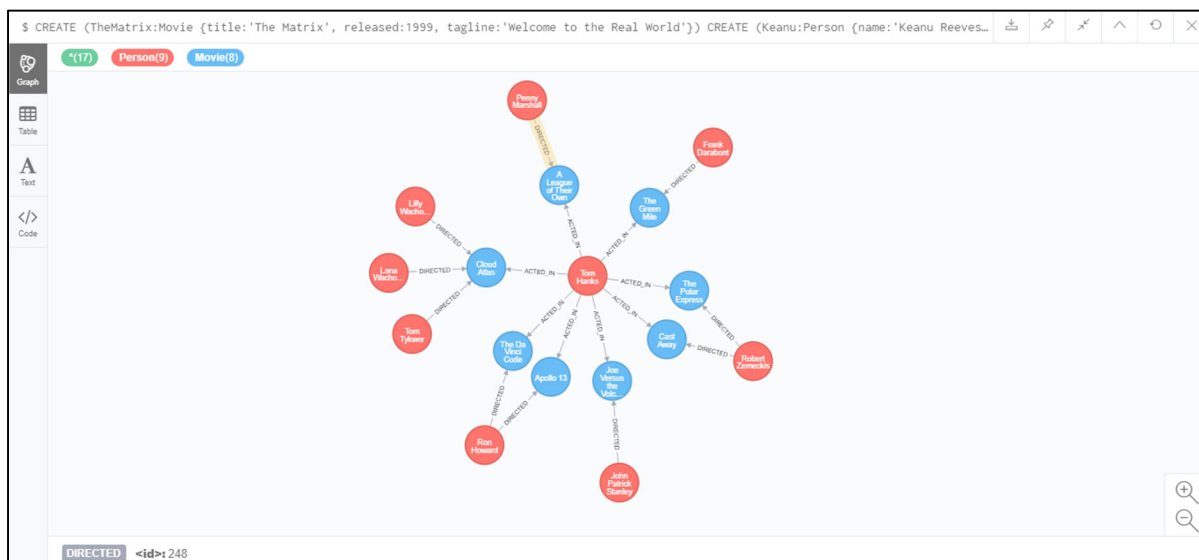 $ CREATE (TheMatrix:Movie {title:'The Matrix', released:1999, tagline:'Welcome to the Real World'}) CREATE (Keanu:Person {name:'Keanu Reeves…
*(17) Person(9) Movie(8)
Graph
Table
A
Text
</>
Code
Penny
Marshall
DIRECTED
A
League
of Their
Own
ACTED_IN
Frank
Darabont
DIRECTED
The
Green
Mile
ACTED_IN
Lilly
Wacho...
DIRECTED
Lana
Wacho...
DIRECTED
Tom
Tykwer
DIRECTED
Cloud
Atlas
ACTED_IN
Tom
Hanks
ACTED_IN
The
Polar
Express
DIRECTED
ACTED_IN
Cast
Away
DIRECTED
Robert
Zemeckis
ACTED_IN
The Da
Vinci
Code
DIRECTED
ACTED_IN
Apollo 13
DIRECTED
Ron
Howard
ACTED_IN
Joe
Versus
the
Volc...
DIRECTED
John
Patrick
Stanley
DIRECTED <id>: 248